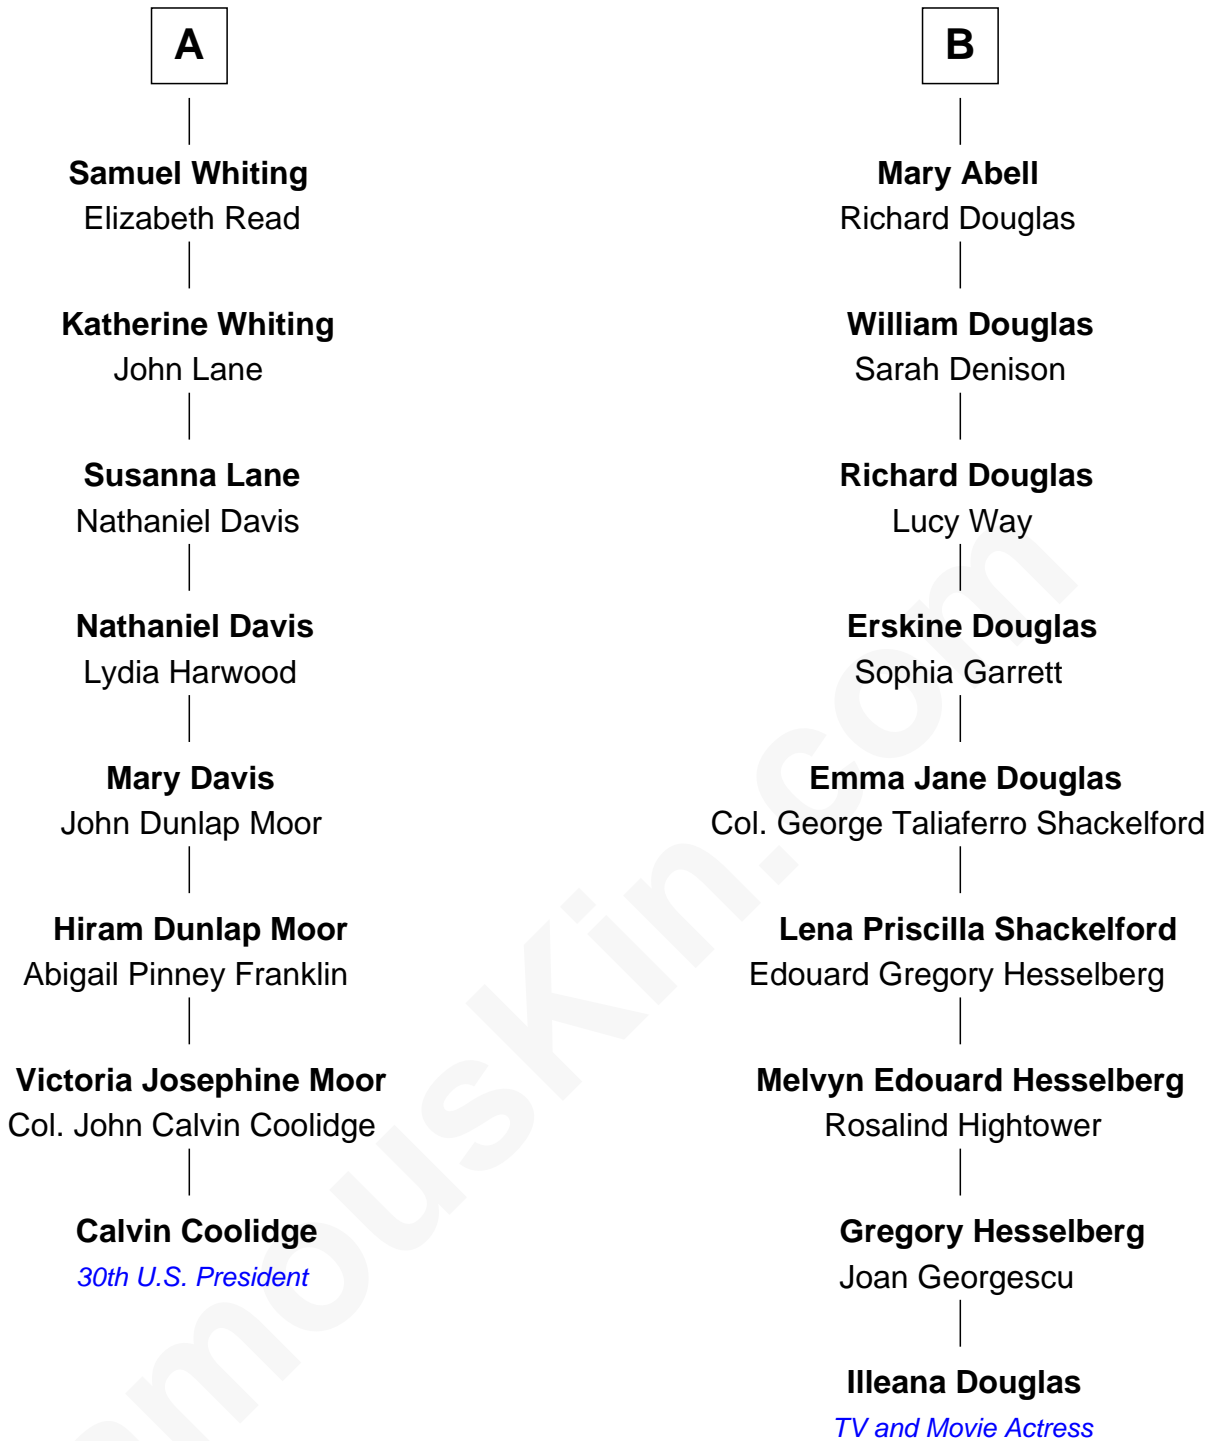 A
Samuel Whiting
Elizabeth Read
Katherine Whiting
John Lane
Susanna Lane
Nathaniel Davis
Nathaniel Davis
Lydia Harwood
Mary Davis
John Dunlap Moor
Hiram Dunlap Moor
Abigail Pinney Franklin
Victoria Josephine Moor
Col. John Calvin Coolidge
Calvin Coolidge
30th U.S. President
B
Mary Abell
Richard Douglas
William Douglas
Sarah Denison
Richard Douglas
Lucy Way
Erskine Douglas
Sophia Garrett
Emma Jane Douglas
Col. George Taliaferro Shackelford
Lena Priscilla Shackelford
Edouard Gregory Hesselberg
Melvyn Edouard Hesselberg
Rosalind Hightower
Gregory Hesselberg
Joan Georgescu
Illeana Douglas
TV and Movie Actress
amousKin.com